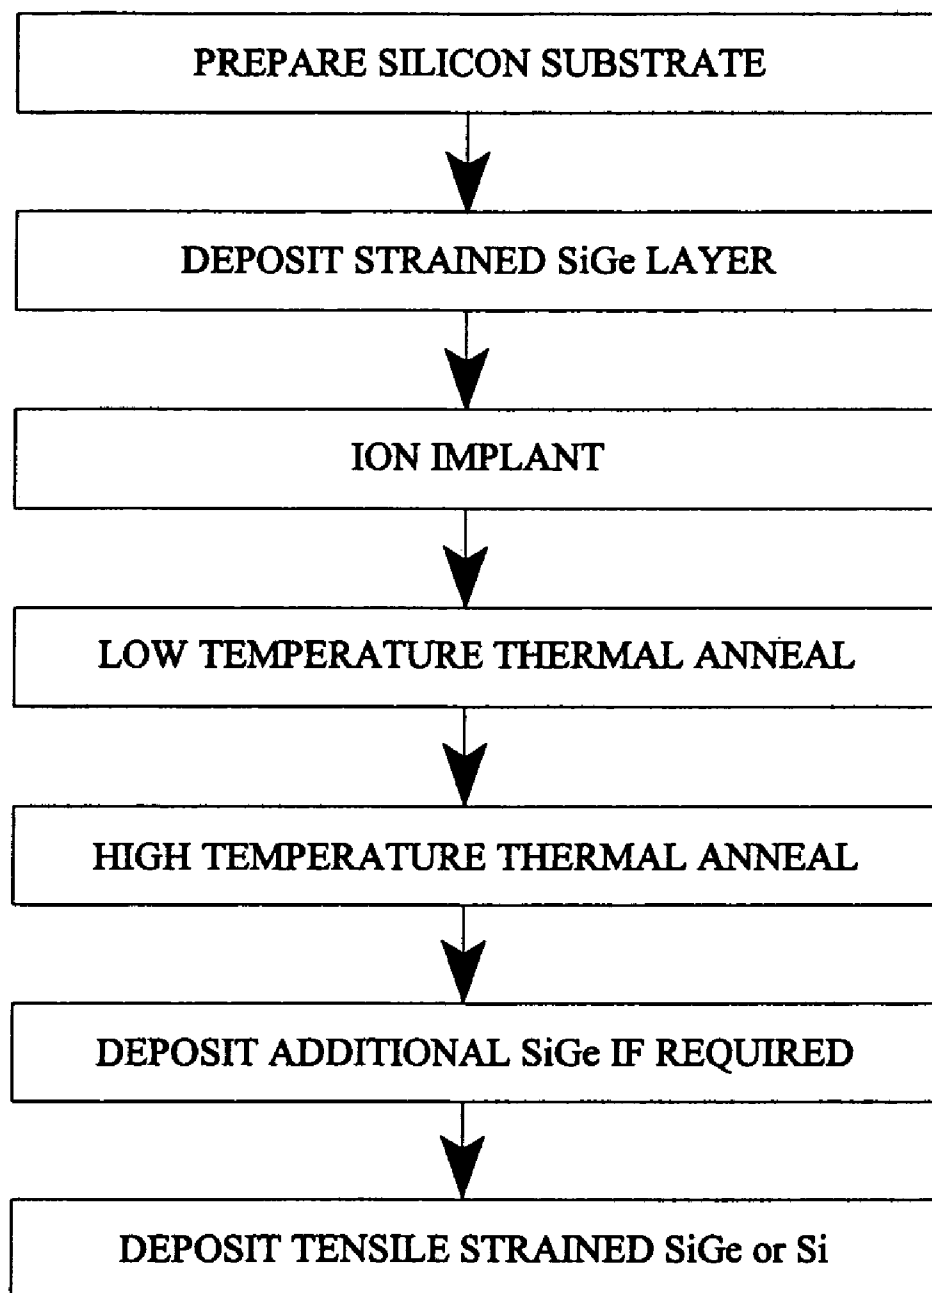 PREPARE SILICON SUBSTRATE
DEPOSIT STRAINED SiGe LAYER
ION IMPLANT
LOW TEMPERATURE THERMAL ANNEAL
HIGH TEMPERATURE THERMAL ANNEAL
DEPOSIT ADDITIONAL SiGe IF REQUIRED
DEPOSIT TENSILE STRAINED SiGe or Si